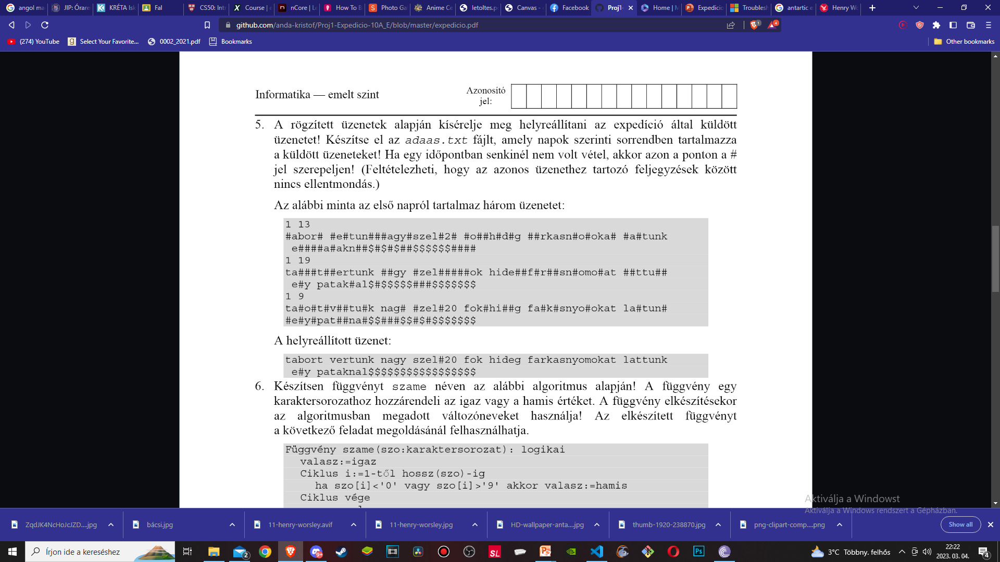 angol ma
JIP: Órare
KRÉTA Isk
Fal
CS50: Intr
Course | e
nCore | Le
How To B
Photo Ga
Anime Ce
letoltes.p
Canvas -
Facebook
Proj1-
Home | M
Expedicio
Troublesh
antartic e
Henry Wo
github.com/anda-kristof/Proj1-Expedicio-10A_E/blob/master/expedicio.pdf
1
4
(274) YouTube
Select Your Favorite...
0002_2021.pdf
Bookmarks
Other bookmarks
Informatika — emelt szint
Azonosító
jel:
5. A rögzített üzenetek alapján kísérelje meg helyreállítani az expedíció által küldött
üzenetet! Készítse el az adaas.txt fájlt, amely napok szerinti sorrendben tartalmazza
a küldött üzeneteket! Ha egy időpontban senkinél nem volt vétel, akkor azon a ponton a #
jel szerepeljen! (Feltételezheti, hogy az azonos üzenethez tartozó feljegyzések között
nincs ellentmondás.)
Az alábbi minta az első napról tartalmaz három üzenetet:
1 13
#abor# #e#tun###agy#szel#2# #o##h#d#g ##rkasn#o#oka# #a#tunk
e####a#akn##$#$#$##$$$$$$####
1 19
ta###t##ertunk ##gy #zel#####ok hide##f#r##sn#omo#at ##ttu##
e#y patak#al$#$$$$$###$$$$$$$
1 9
ta#o#t#v##tu#k nag# #zel#20 fok#hi##g fa#k#snyo#okat la#tun#
#e#y#pat##na#$$###$$#$#$$$$$$$
A helyreállított üzenet:
tabort vertunk nagy szel#20 fok hideg farkasnyomokat lattunk
e#y pataknal$$$$$$$$$$$$$$$$$
6. Készítsen függvényt szame néven az alábbi algoritmus alapján! A függvény egy
karaktersorozathoz hozzárendeli az igaz vagy a hamis értéket. A függvény elkészítésekor
az algoritmusban megadott változóneveket használja! Az elkészített függvényt
a következő feladat megoldásánál felhasználhatja.
Függvény szame(szo:karaktersorozat): logikai
valasz:=igaz
Ciklus i:=1-től hossz(szo)-ig
ha szo[i]<'0' vagy szo[i]>'9' akkor valasz:=hamis
Ciklus vége
Aktiválja a Windowst
Aktiválja a Windows rendszert a Gépházban.
ZqdJK4NcHoJcJZD....jpg
bácsi.jpg
11-henry-worsley.avif
11-henry-worsley.jpg
HD-wallpaper-anta....jpg
thumb-1920-238870.jpg
png-clipart-comp....png
Show all
Írjon ide a kereséshez
2
9+
SL
Ps
3°C Többny. felhős
22:22
2023. 03. 04.
4